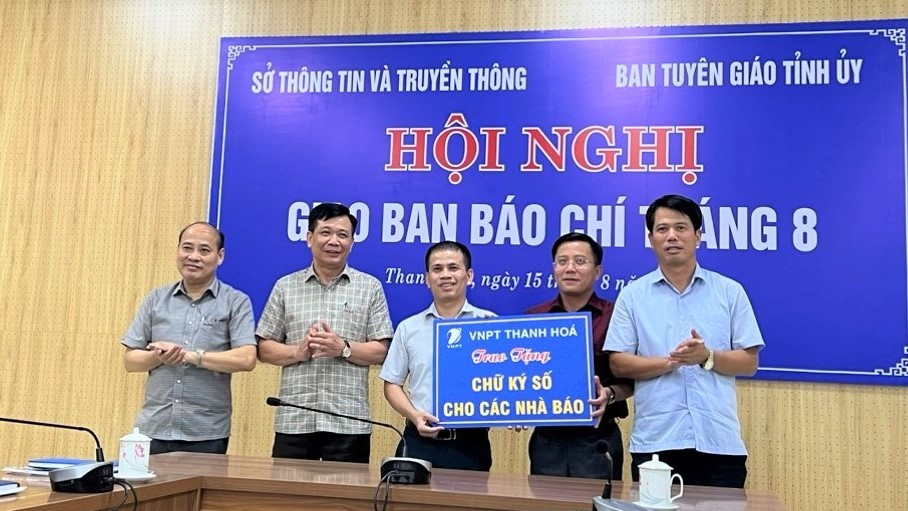 SỞ THÔNG TIN VÀ TRUYỀN THÔNG
BAN TUYÊN GIÁO TỈNH ỦY
HỘI NGHỊ
BAN BÁO CHÍ 8
ngày 15 8
VNPT
VNPT THANH HOÁ
Trao Tặng
CHỮ KÝ SỐ
CHO CÁC NHÀ BÁO